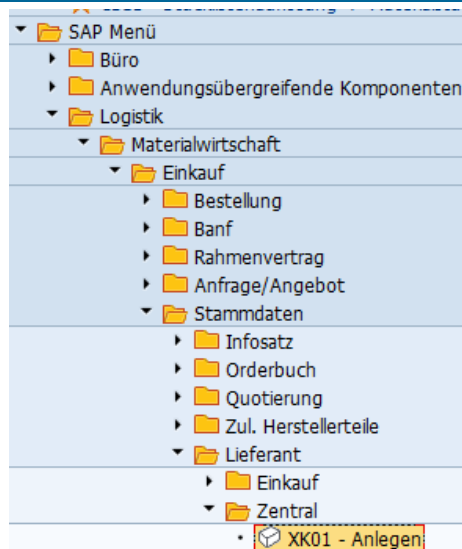 SAP Menü
Büro
Anwendungsübergreifende Komponenten
Logistik
Materialwirtschaft
Einkauf
Bestellung
Banf
Rahmenvertrag
Anfrage/Angebot
Stammdaten
Infosatz
Orderbuch
Quotierung
Zul. Herstellerteile
Lieferant
Einkauf
Zentral
XK01 - Anlegen